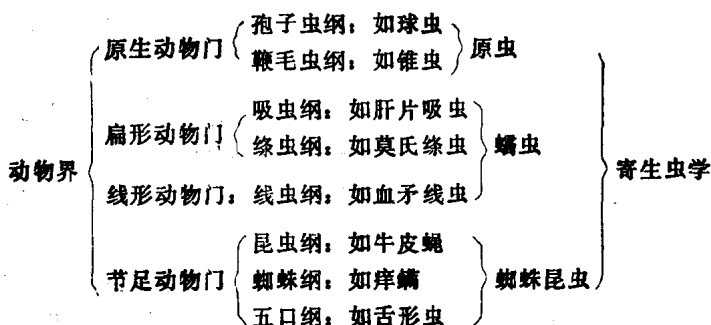 孢子虫纲：如球虫
原生动物门
原虫
鞭毛虫纲：如锥虫
吸虫纲：如肝片吸虫
扁形动物门
绦虫纲：如莫氏绦虫
蠕虫
动物界
寄生虫学
线形动物门：线虫纲：如血矛线虫
昆虫纲：如牛皮蝇
节足动物门
蜘蛛纲：如痒螨
蜘蛛昆虫
五口纲：如舌形虫